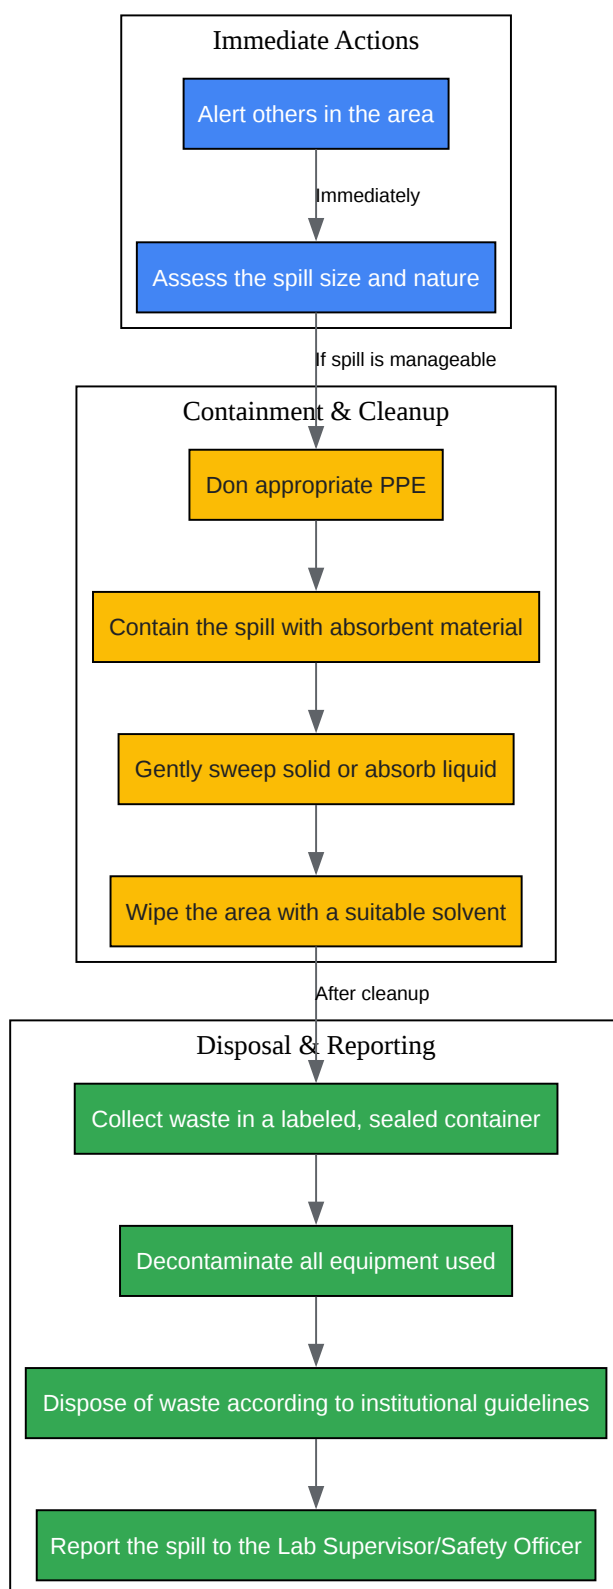 Immediate Actions
Alert others in the area
Immediately
Assess the spill size and nature
If spill is manageable
Containment & Cleanup
Don appropriate PPE
Contain the spill with absorbent material
Gently sweep solid or absorb liquid
Wipe the area with a suitable solvent
After cleanup
Disposal & Reporting
Collect waste in a labeled, sealed container
Decontaminate all equipment used
Dispose of waste according to institutional guidelines
Report the spill to the Lab Supervisor/Safety Officer